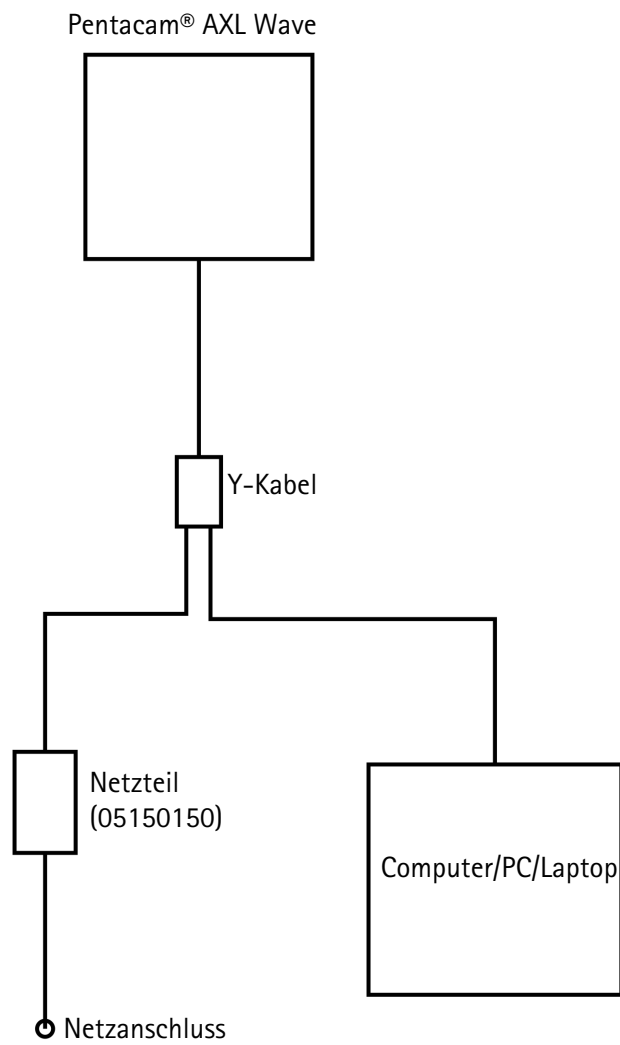 Pentacam® AXL Wave
Y-Kabel
Netzteil
(05150150)
Computer/PC/Laptop
Netzanschluss